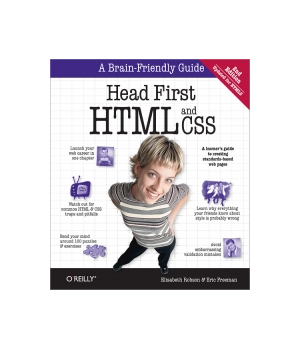 A Brain-Friendly Guide
2nd Edition
Updated for HTML5
Head First
HTML and CSS
Launch your
web career in
one chapter
A learner's guide
to creating
standards-based
web pages
Watch out for
common HTML & CSS
traps and pitfalls
Learn why everything
your friends know about
style is probably wrong
Bend your mind
around 100 puzzles
& exercises
Avoid
embarrassing
validation mistakes
O'REILLY
Elisabeth Robson & Eric Freeman